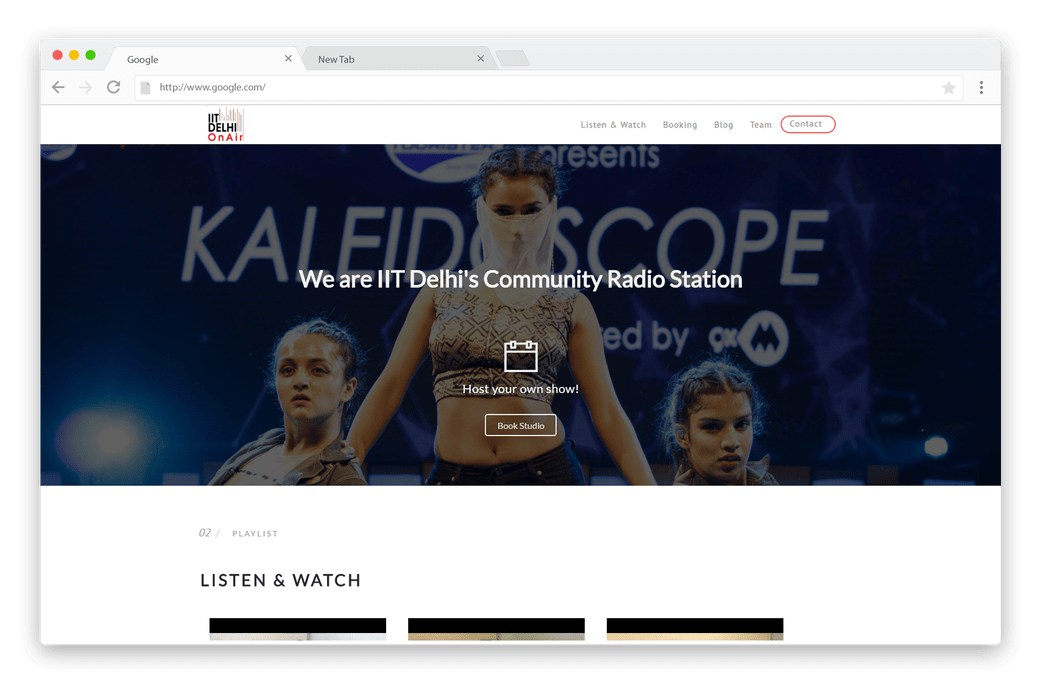 Google
New Tab
http://www.google.com/
IIT
DELHI
OnAir
Listen & Watch
Booking
Blog
Team
Contact
presents
KALEIDOSCOPE
We are IIT Delhi's Community Radio Station
by
Host your own show!
Book Studio
02 / PLAYLIST
LISTEN & WATCH